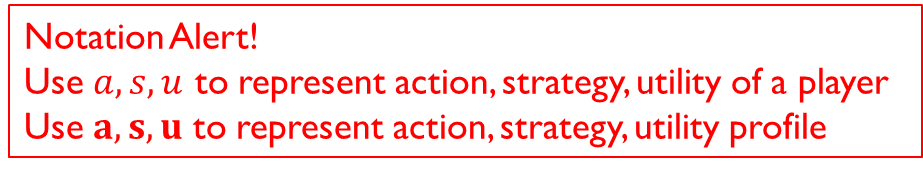 Notation Alert!
Use 𝑎, 𝑠, 𝑢 to represent action, strategy, utility of a player
Use 𝐚, 𝐬, 𝐮 to represent action, strategy, utility profile